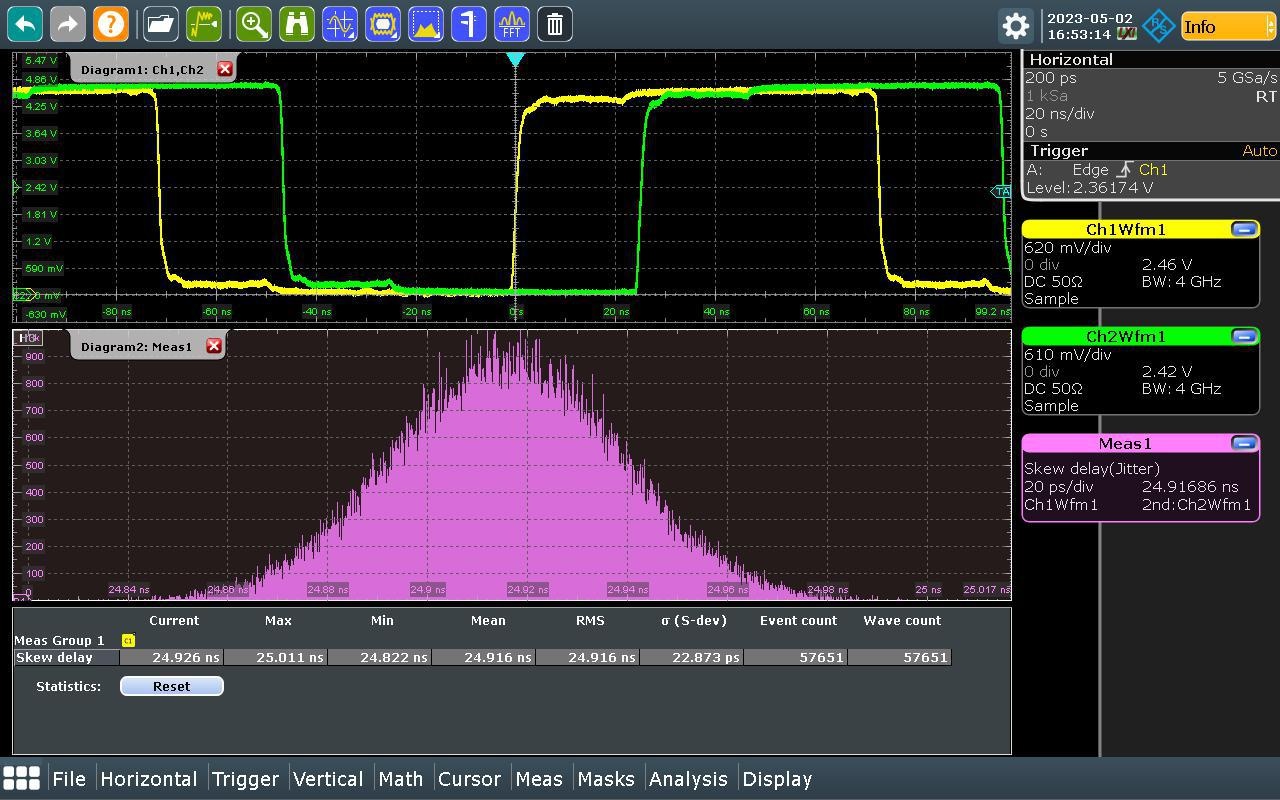 2023-05-02
16:53:14
Info
FFT
Diagram1: Ch1,Ch2
5.47 V
4.86 V
4.25 V
3.64 V
3.03 V
2.42 V
1.81 V
1.2 V
590 mV
-630 mV
TA
-80 ns
-60 ns
-40 ns
-20 ns
0 s
20 ns
40 ns
60 ns
80 ns
99.2 ns
Horizontal
200 ps 5 GSa/s
1 kSa RT
20 ns/div
0 s
Trigger Auto
A: Edge Ch1
Level: 2.36174 V
Ch1Wfm1
620 mV/div
0 div 2.46 V
DC 50Ω BW: 4 GHz
Sample
Ch2Wfm1
610 mV/div
0 div 2.42 V
DC 50Ω BW: 4 GHz
Sample
Meas1
Skew delay(Jitter)
20 ps/div 24.91686 ns
Ch1Wfm1 2nd:Ch2Wfm1
Diagram2: Meas1
900
800
700
600
500
400
300
200
100
0
24.84 ns
24.86 ns
24.88 ns
24.9 ns
24.92 ns
24.94 ns
24.96 ns
24.98 ns
25 ns
25.017 ns
Current Max Min Mean RMS σ (S-dev) Event count Wave count
Meas Group 1 C1
Skew delay 24.926 ns 25.011 ns 24.822 ns 24.916 ns 24.916 ns 22.873 ps 57651 57651
Statistics: Reset
File Horizontal Trigger Vertical Math Cursor Meas Masks Analysis Display